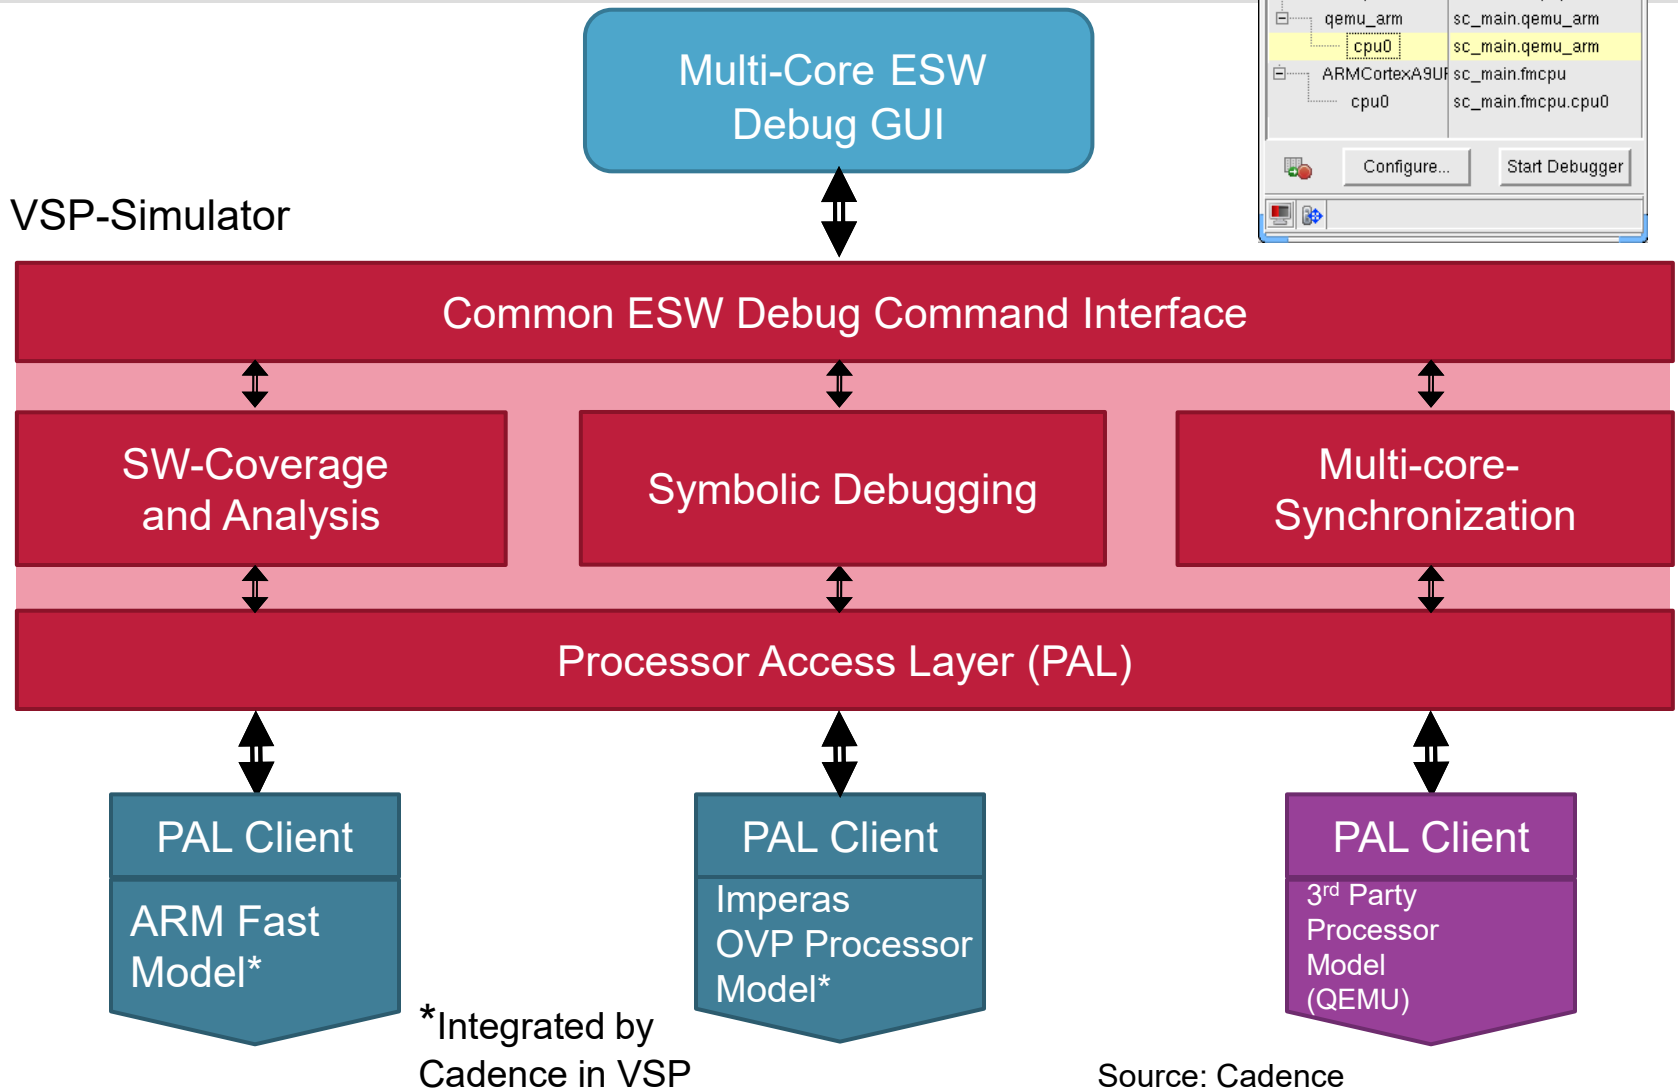 qemu_arm sc_main.qemu_arm
cpu0 sc_main.qemu_arm
ARMCortexA9U sc_main.fmcpu
cpu0 sc_main.fmcpu.cpu0
Configure... Start Debugger
Multi-Core ESW
Debug GUI
VSP-Simulator
Common ESW Debug Command Interface
SW-Coverage
and Analysis
Symbolic Debugging
Multi-core-
Synchronization
Processor Access Layer (PAL)
PAL Client
ARM Fast
Model*
PAL Client
Imperas
OVP Processor
Model*
PAL Client
3rd Party
Processor
Model
(QEMU)
*Integrated by
Cadence in VSP
Source: Cadence